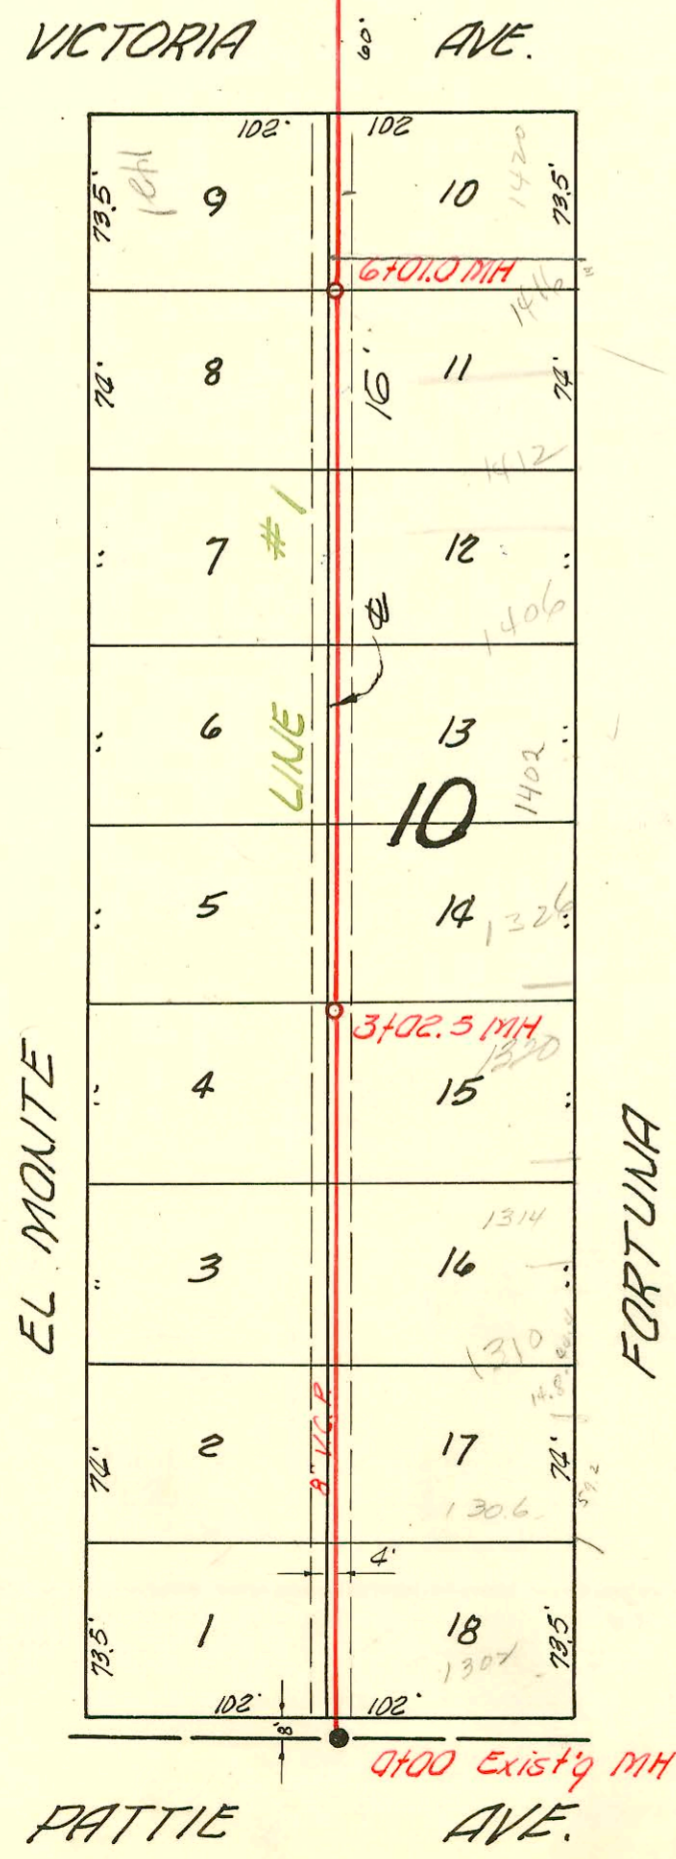 VICTORIA AVE.
60'
102' 102
73.5' 9 10 73.5'
1420
6+01.0 MH
1416
74' 8 11 74'
16'
1412
7 12
# 1
LINE
1406
6 13
1402
10
5 14
1326
3+02.5 MH
1320
4 15
EL MONTE
FORTUNA
1314
3 16
1310
74' 2 17 74'
8" V.C.P.
1306
4'
73.5' 1 18 73.5'
1302
102' 102'
8'
0+00 Exist'g MH
PATTIE AVE.